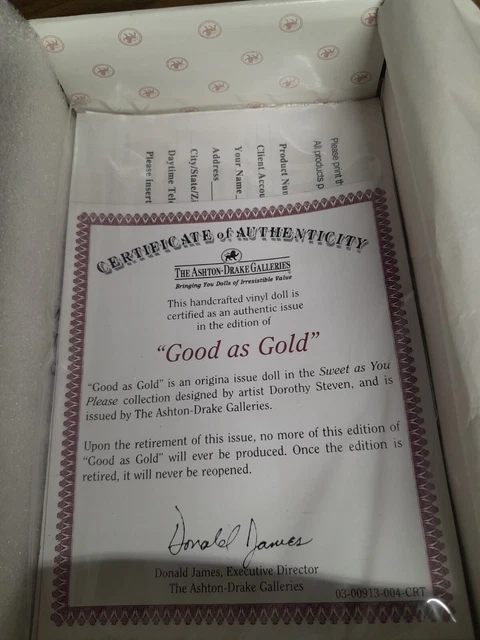 Please print th
All products p
Product Num
Client Accou
Your Name
Address
City/State/Z
Daytime Tele
Please insert
CERTIFICATE of AUTHENTICITY
THE ASHTON-DRAKE GALLERIES
Bringing You Dolls of Irresistible Value
This handcrafted vinyl doll is
certified as an authentic issue
in the edition of
“Good as Gold”
“Good as Gold” is an origina issue doll in the Sweet as You
Please collection designed by artist Dorothy Steven, and is
issued by The Ashton-Drake Galleries.
Upon the retirement of this issue, no more of this edition of
“Good as Gold” will ever be produced. Once the edition is
retired, it will never be reopened.
Donald James
Donald James, Executive Director
The Ashton-Drake Galleries
03-00913-004-CRT